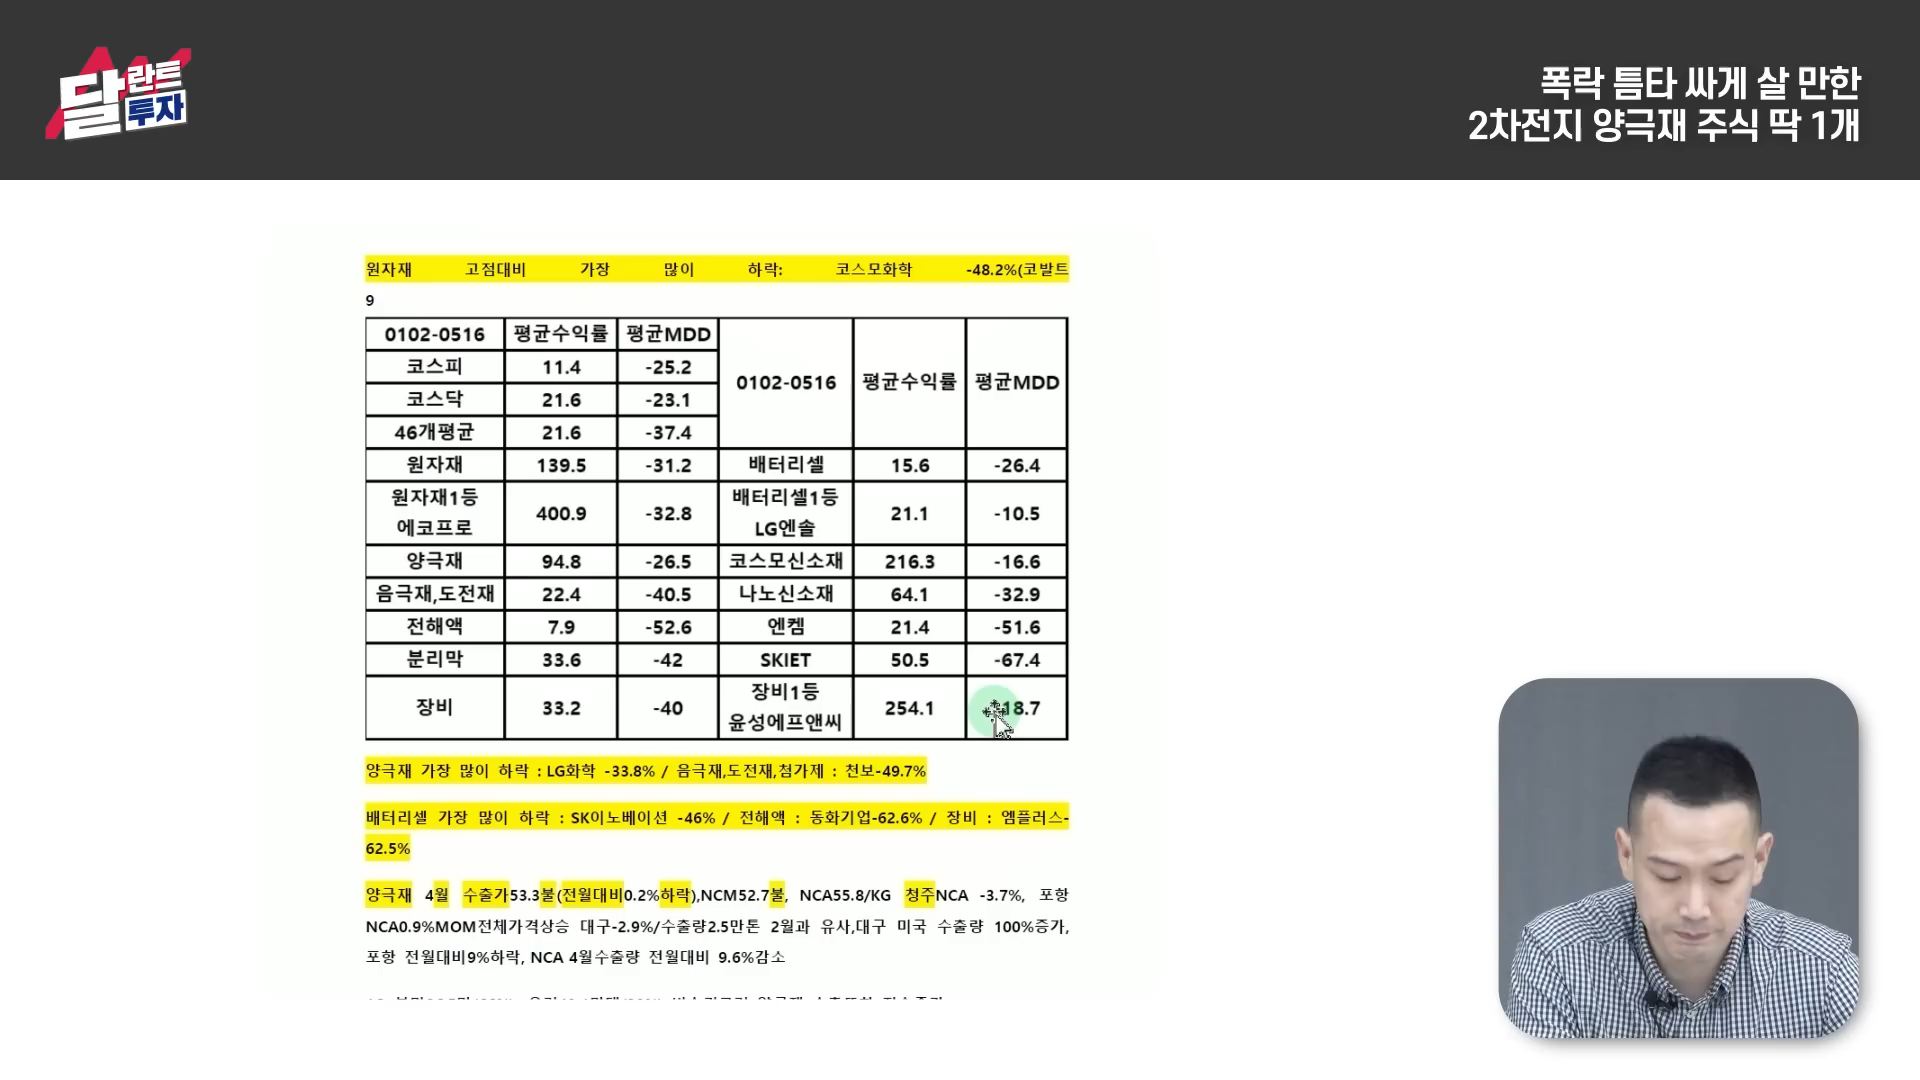 달란트
투자
폭락 틈타 싸게 살 만한
2차전지 양극재 주식 딱 1개
원자재 고점대비 가장 많이 하락: 코스모화학 -48.2%(코발트
9
0102-0516 평균수익률 평균MDD
코스피 11.4 -25.2
코스닥 21.6 -23.1
46개평균 21.6 -37.4
0102-0516 평균수익률 평균MDD
원자재 139.5 -31.2 배터리셀 15.6 -26.4
원자재1등 에코프로 400.9 -32.8 배터리셀1등 LG엔솔 21.1 -10.5
양극재 94.8 -26.5 코스모신소재 216.3 -16.6
음극재,도전재 22.4 -40.5 나노신소재 64.1 -32.9
전해액 7.9 -52.6 엔켐 21.4 -51.6
분리막 33.6 -42 SKIET 50.5 -67.4
장비 33.2 -40 장비1등 윤성에프앤씨 254.1 18.7
양극재 가장 많이 하락 : LG화학 -33.8% / 음극재,도전재,첨가제 : 천보-49.7%
배터리셀 가장 많이 하락 : SK이노베이션 -46% / 전해액 : 동화기업-62.6% / 장비 : 엠플러스-
62.5%
양극재 4월 수출가53.3불(전월대비0.2%하락),NCM52.7불, NCA55.8/KG 청주NCA -3.7%, 포항
NCA0.9%MOM전체가격상승 대구-2.9%/수출량2.5만톤 2월과 유사,대구 미국 수출량 100%증가,
포항 전월대비9%하락, NCA 4월수출량 전월대비 9.6%감소